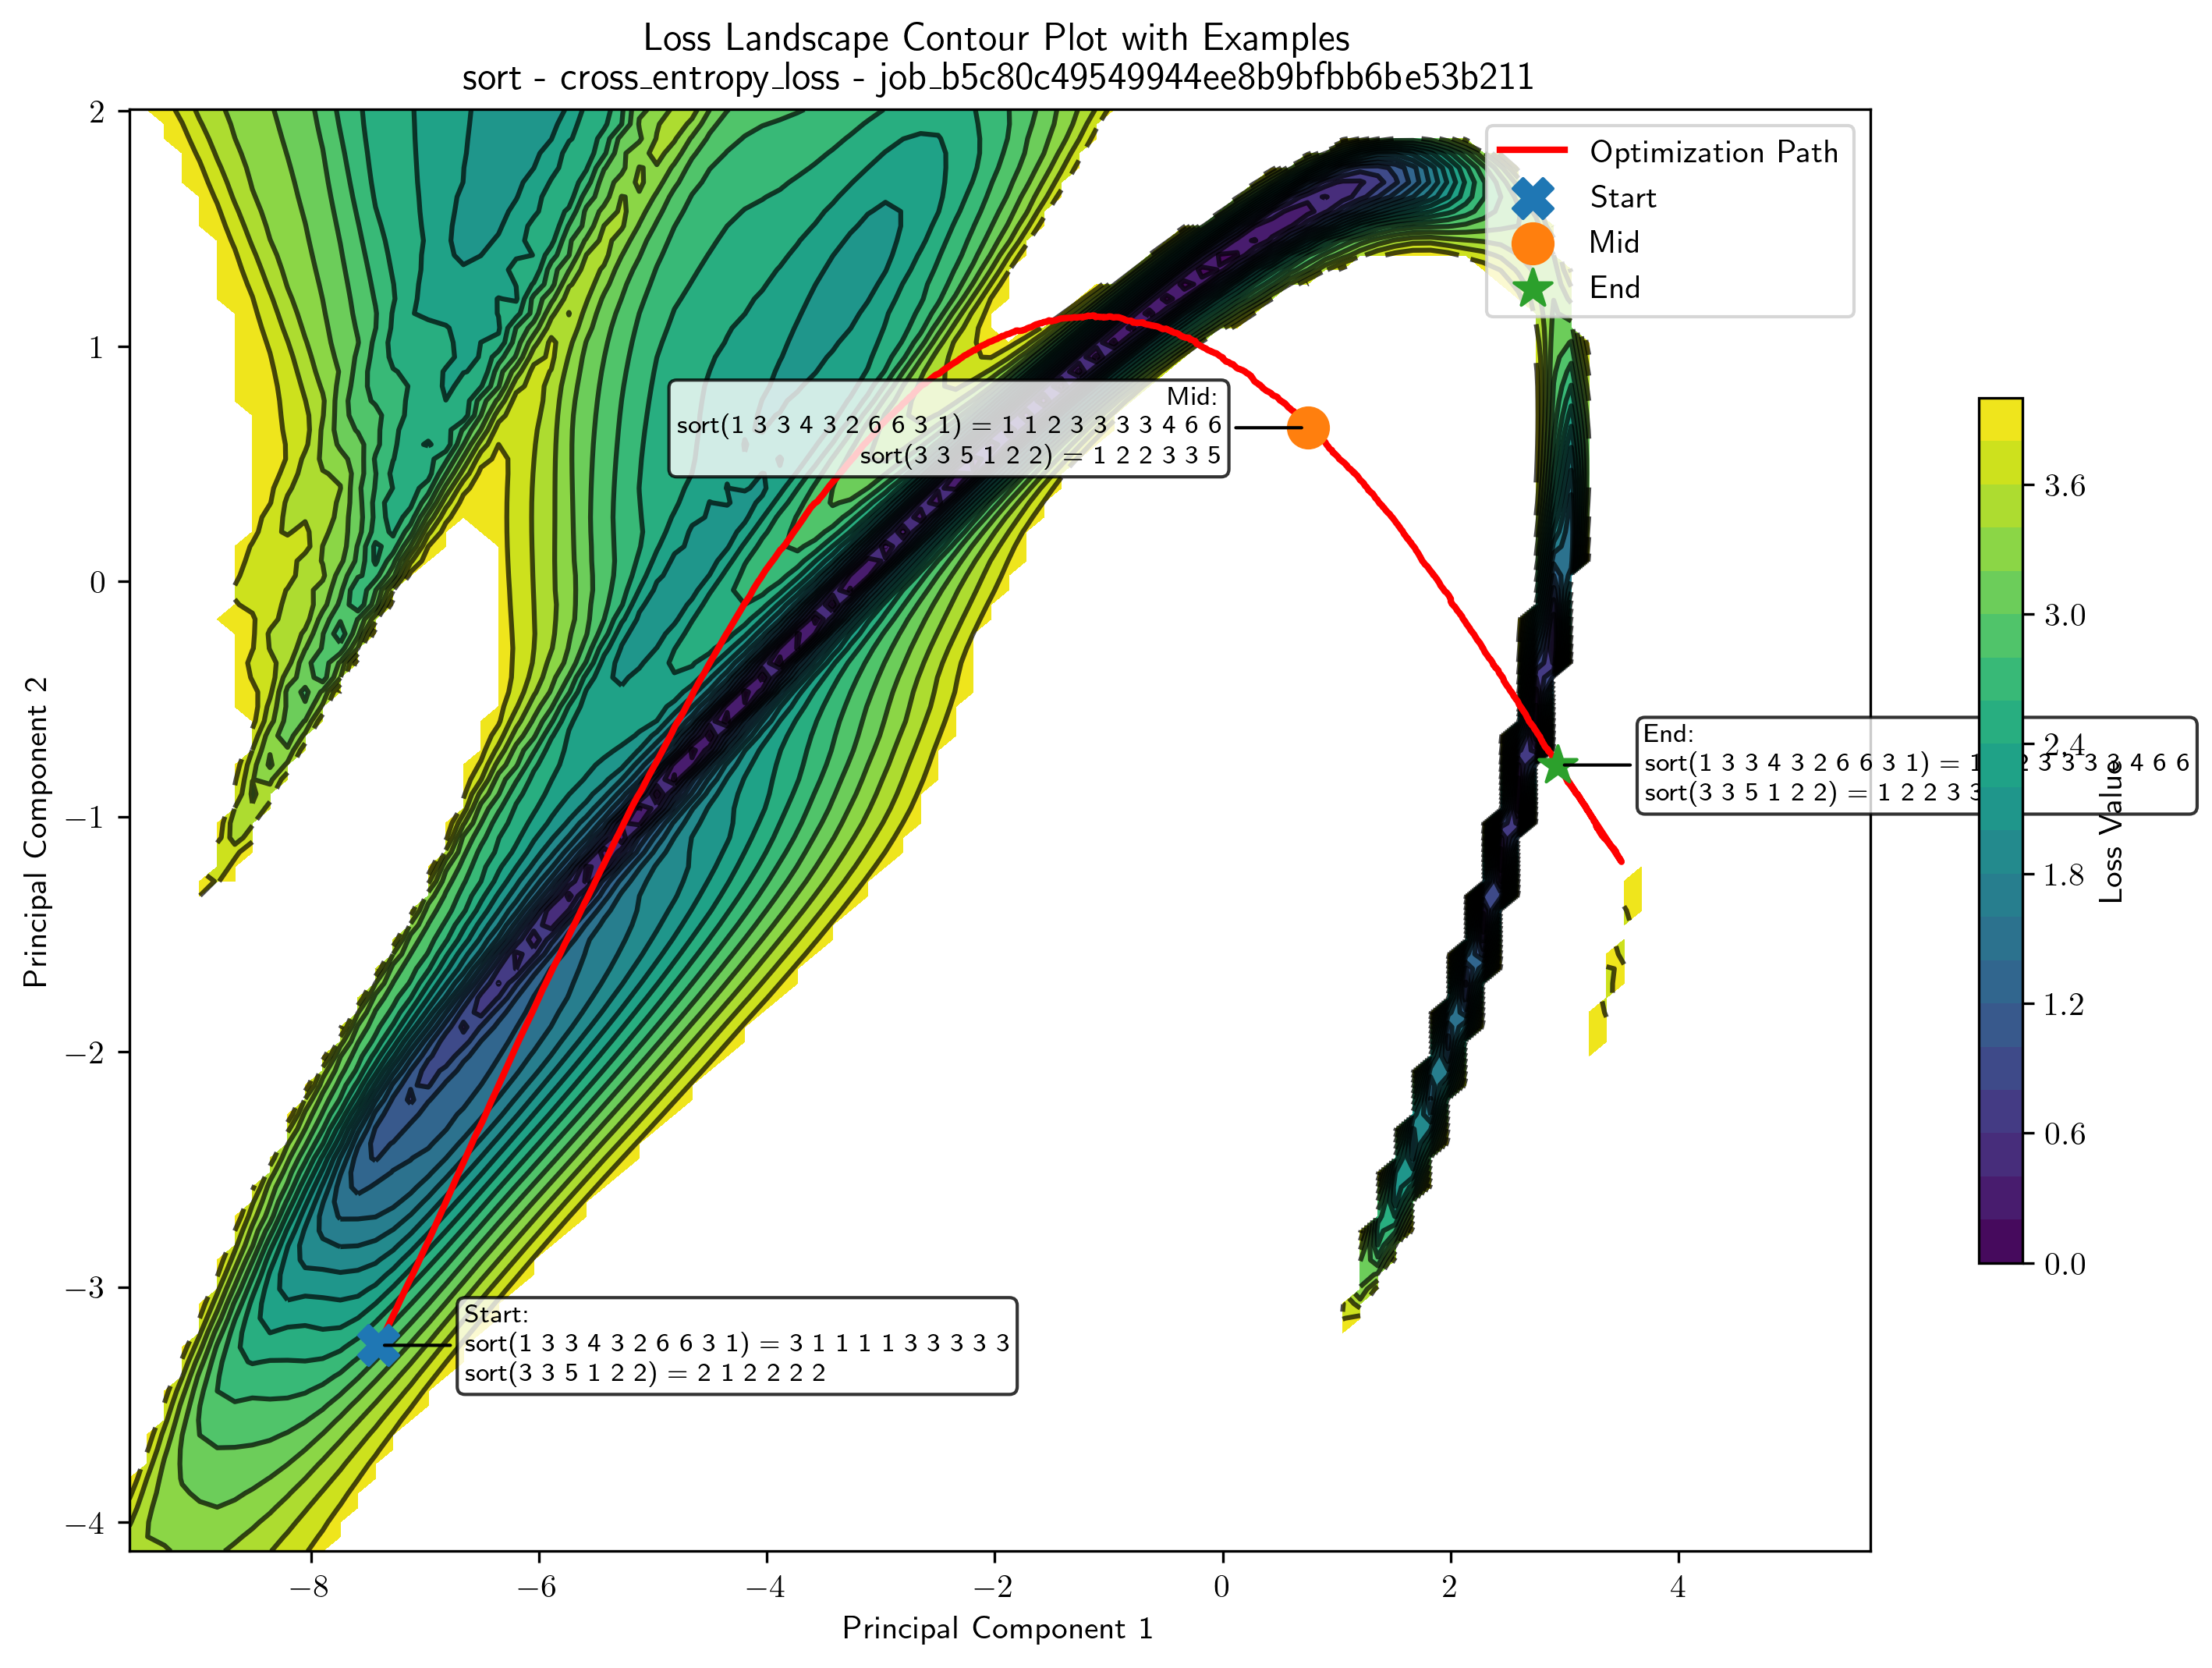 Loss Landscape Contour Plot with Examples
sort - cross_entropy_loss - job_b5c80c49549944ee8b9bfbb6be53b211
Optimization Path
Start
Mid
End
Mid:
sort(1 3 3 4 3 2 6 6 3 1) = 1 1 2 3 3 3 3 4 6 6
sort(3 3 5 1 2 2) = 1 2 2 3 3 5
End:
sort(1 3 3 4 3 2 6 6 3 1) = 1 2 3 3 3 3 4 6 6
sort(3 3 5 1 2 2) = 1 2 2 3 3
Start:
sort(1 3 3 4 3 2 6 6 3 1) = 3 1 1 1 1 3 3 3 3 3
sort(3 3 5 1 2 2) = 2 1 2 2 2 2
2
1
0
−1
−2
−3
−4
Principal Component 2
−8
−6
−4
−2
0
2
4
Principal Component 1
3.6
3.0
2.4
1.8
1.2
0.6
0.0
Loss Value